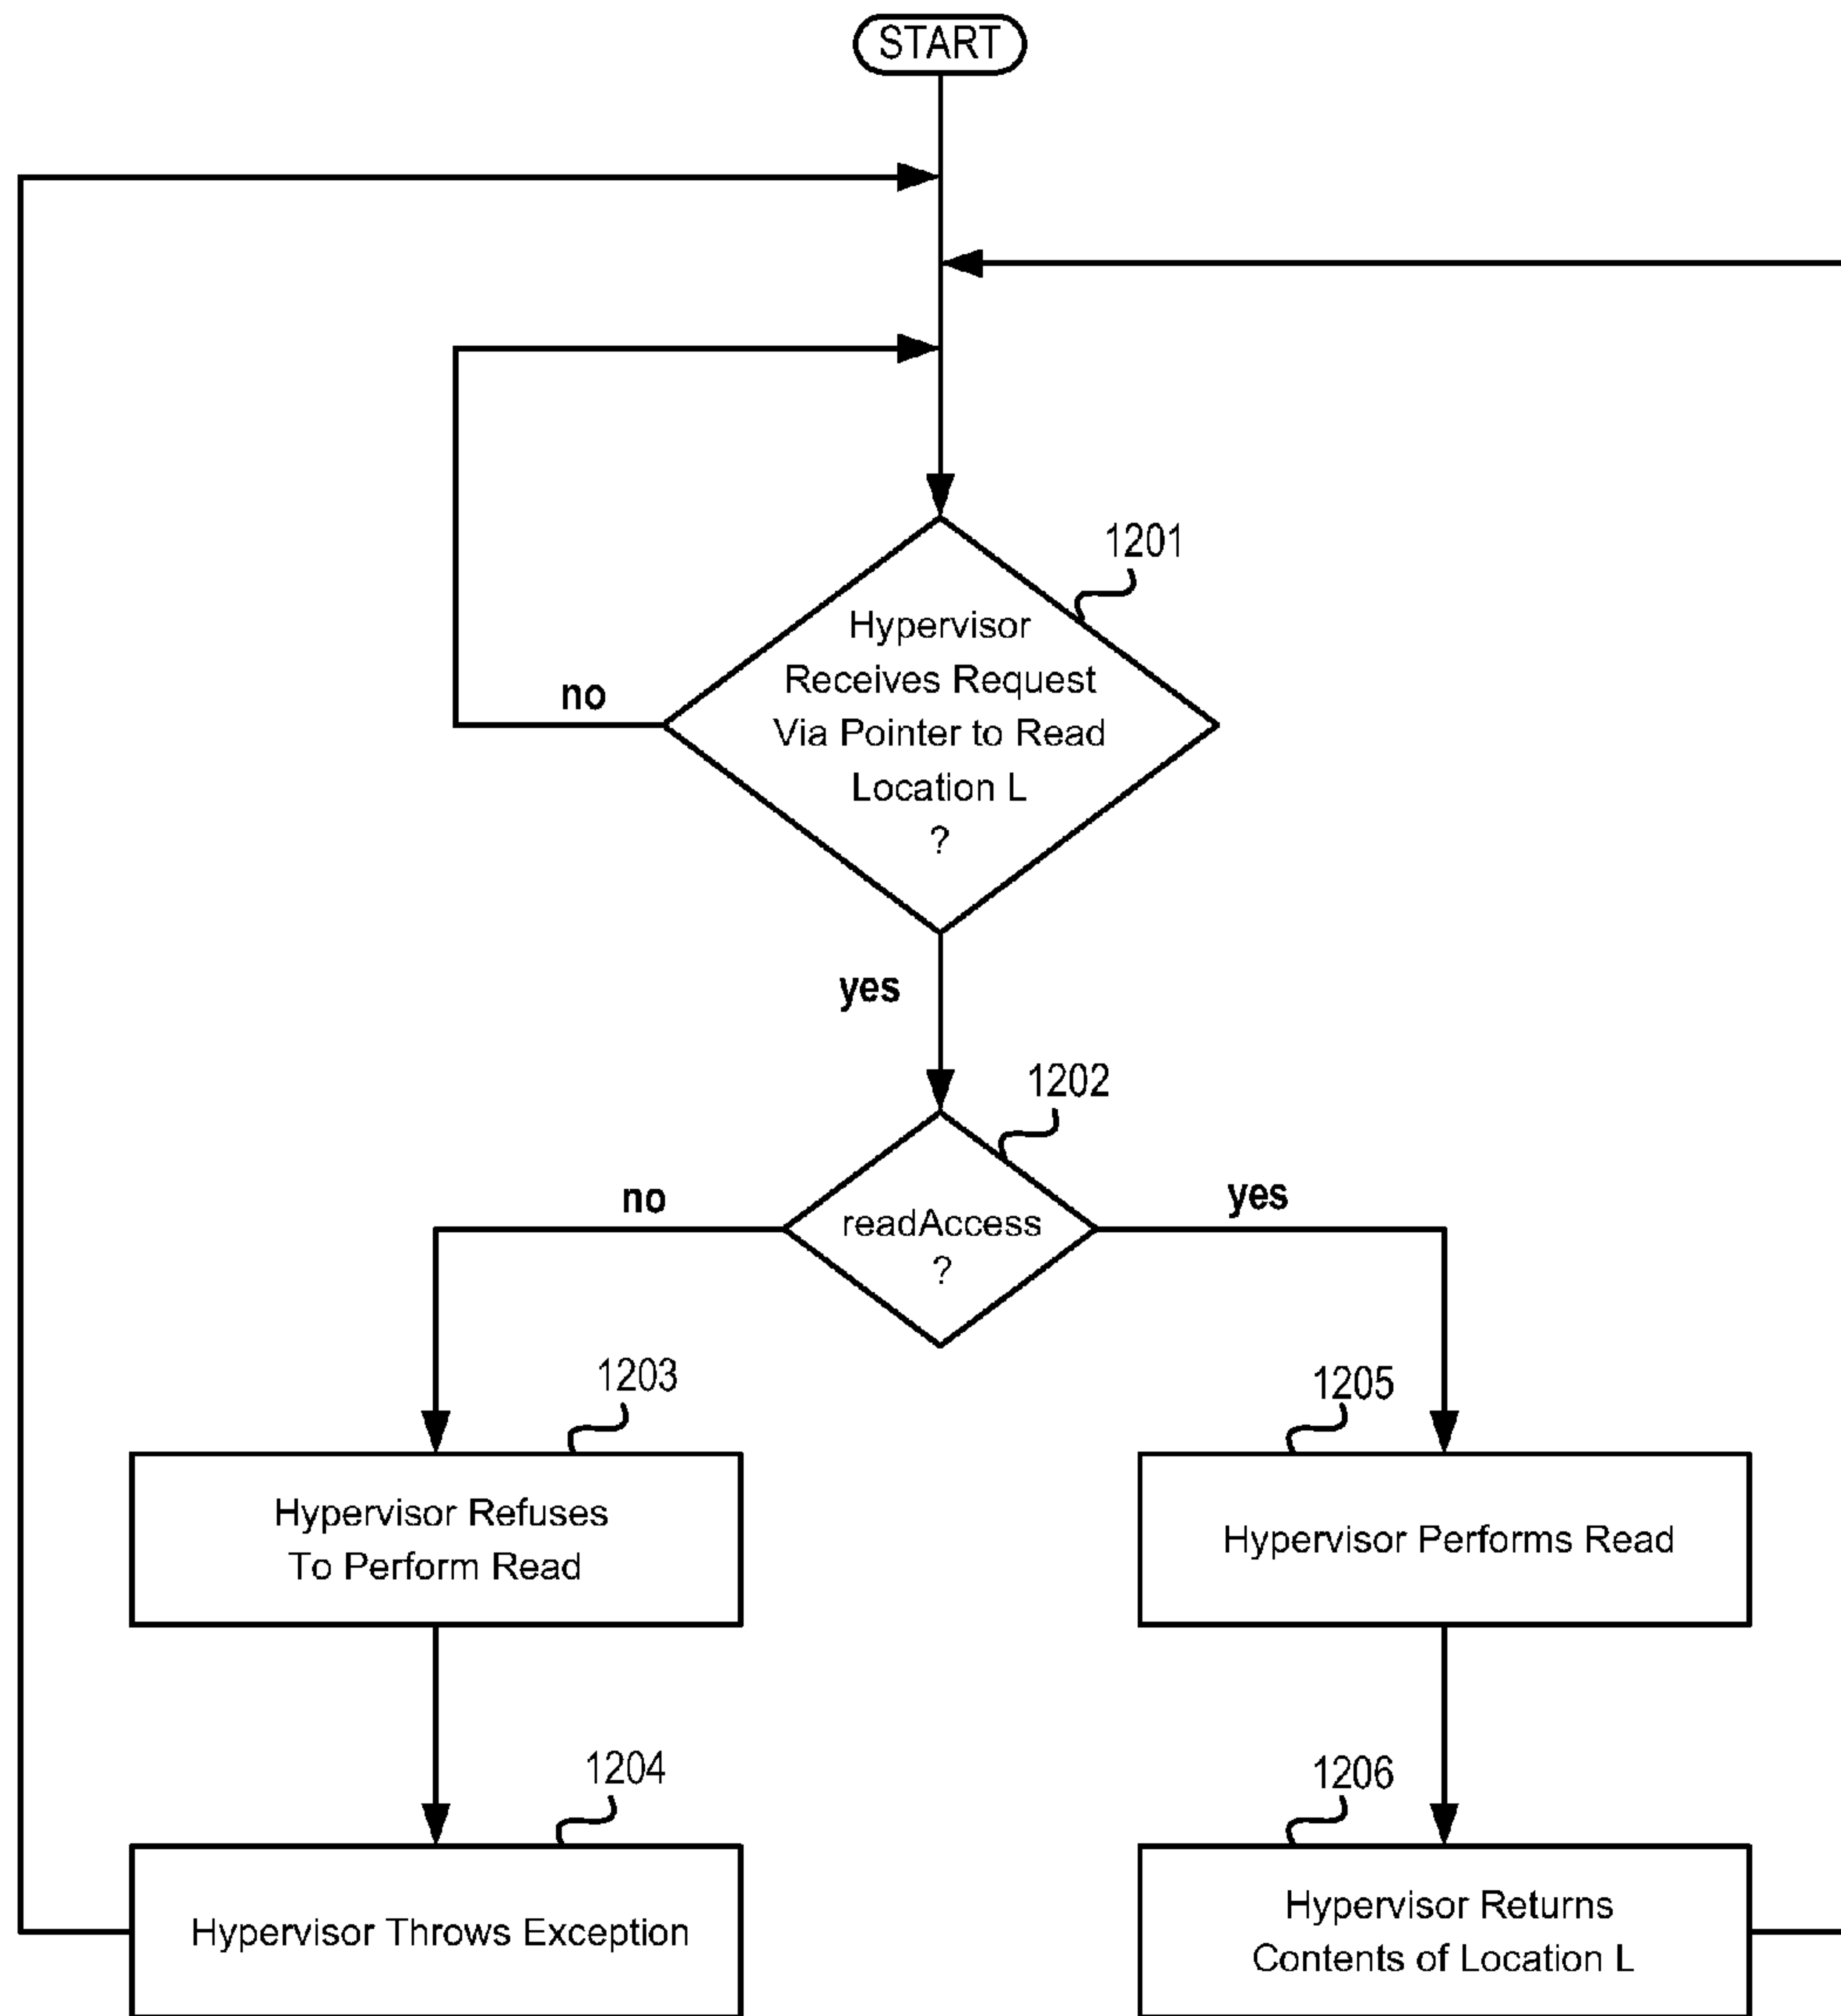 START
1201
Hypervisor
Receives Request
Via Pointer to Read
Location L
?
no
yes
1202
readAccess
?
no
yes
1203
Hypervisor Refuses
To Perform Read
1205
Hypervisor Performs Read
1204
Hypervisor Throws Exception
1206
Hypervisor Returns
Contents of Location L